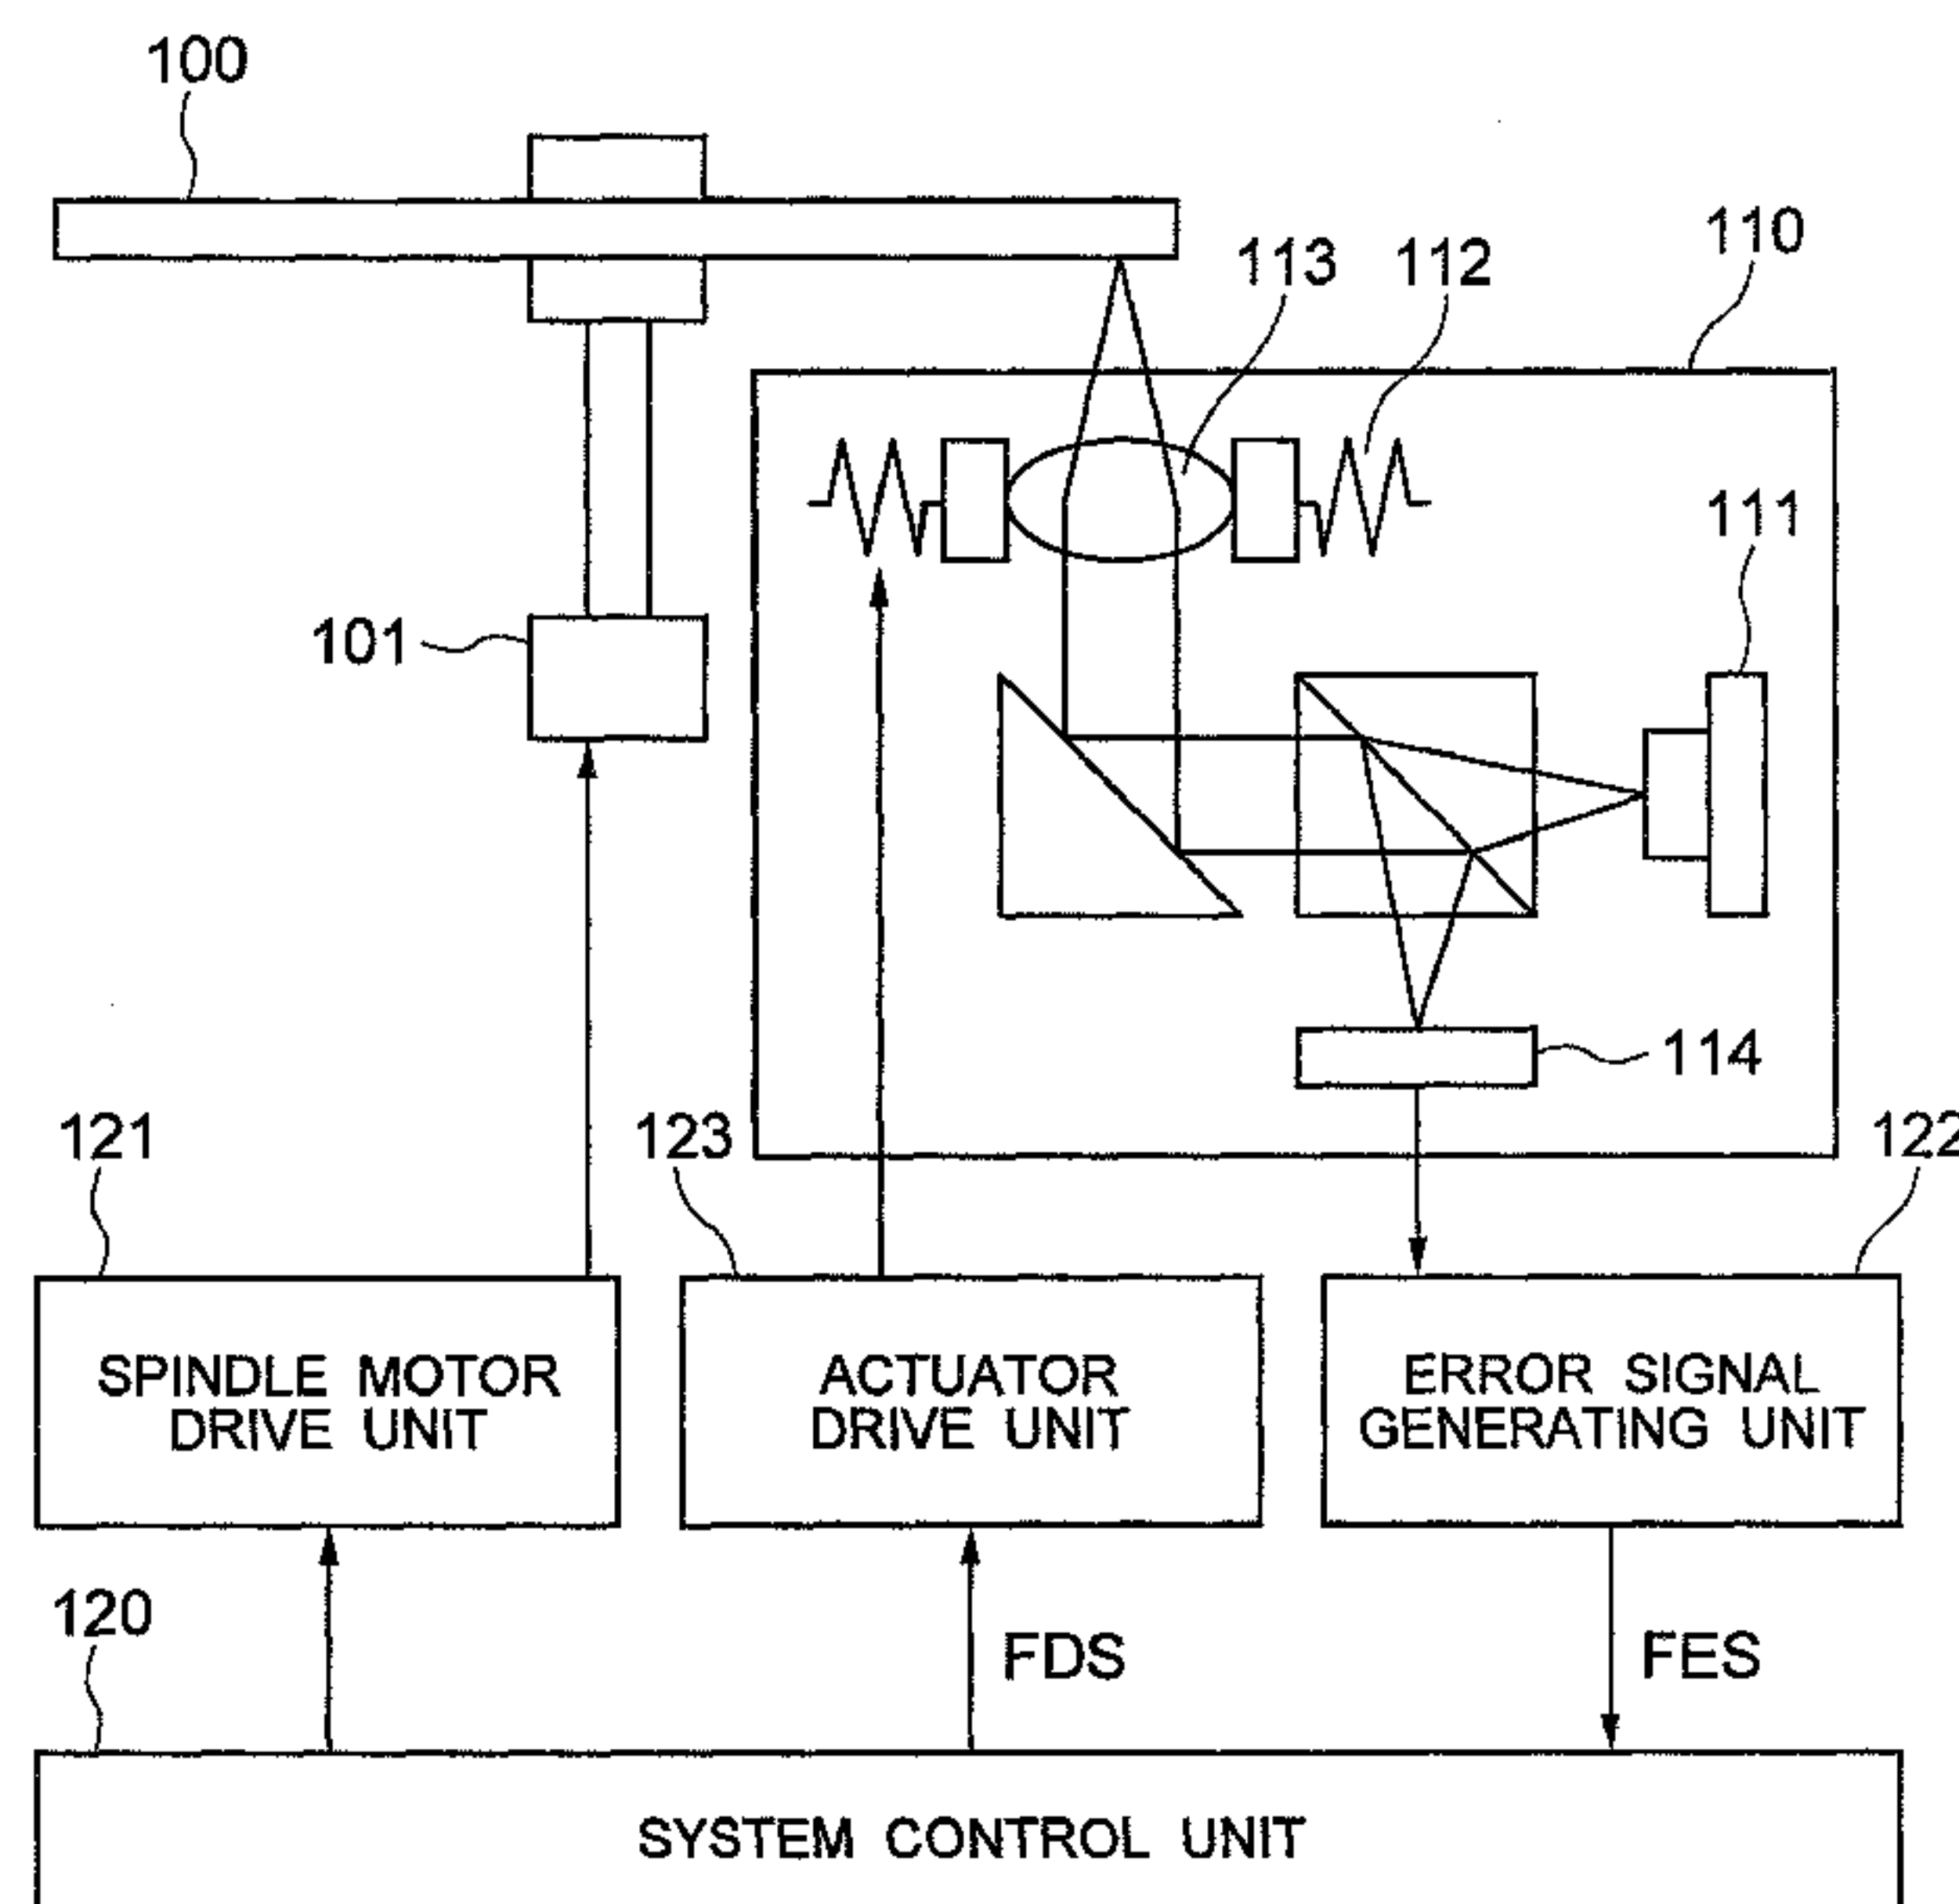 100
110
113
112
111
101
114
121
123
122
SPINDLE MOTOR
DRIVE UNIT
ACTUATOR
DRIVE UNIT
ERROR SIGNAL
GENERATING UNIT
120
FDS
FES
SYSTEM CONTROL UNIT